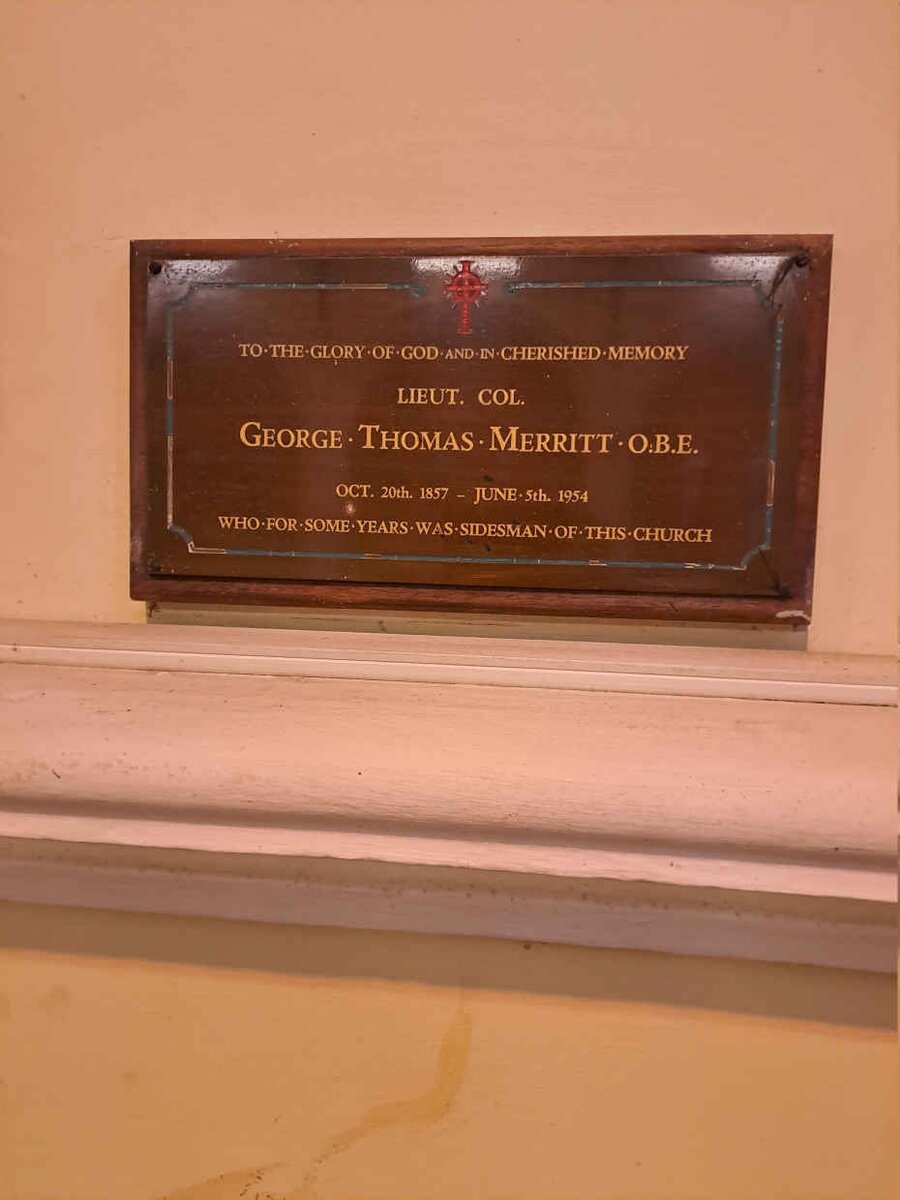 TO·THE·GLORY·OF·GOD·AND·IN·CHERISHED·MEMORY
LIEUT. COL.
GEORGE·THOMAS·MERRITT·O.B.E.
OCT. 20th. 1857 – JUNE·5th. 1954
WHO·FOR·SOME·YEARS·WAS·SIDESMAN·OF·THIS·CHURCH